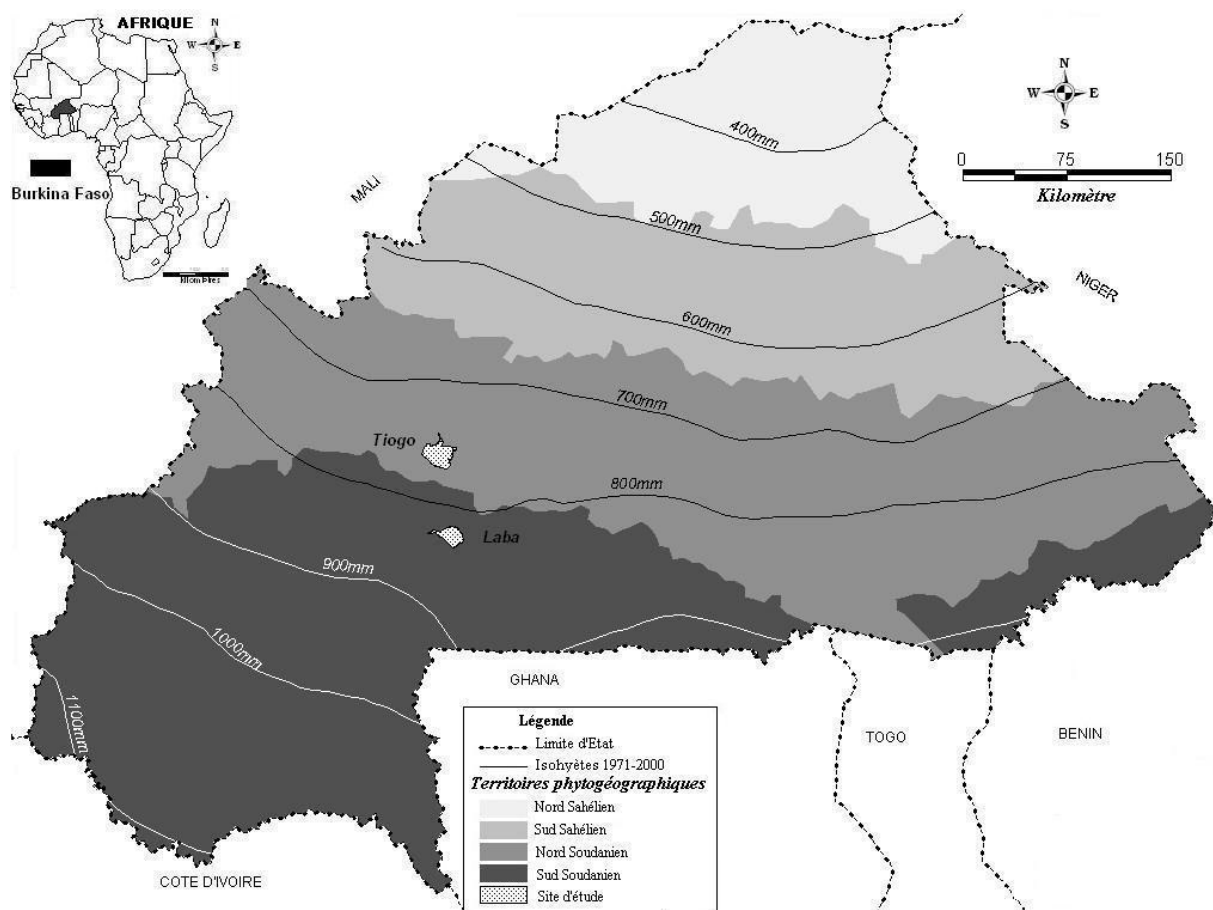 AFRIQUE
N
W E
S
Burkina Faso
kilomètres
N
W E
S
0 75 150
Kilomètre
MALI
NIGER
400mm
500mm
600mm
700mm
Tiogo
800mm
Laba
900mm
1000mm
1100mm
GHANA
TOGO
BENIN
COTE D'IVOIRE
Légende
Limite d'Etat
Isohyètes 1971-2000
Territoires phytogéographiques
Nord Sahélien
Sud Sahélien
Nord Soudanien
Sud Soudanien
Site d'étude